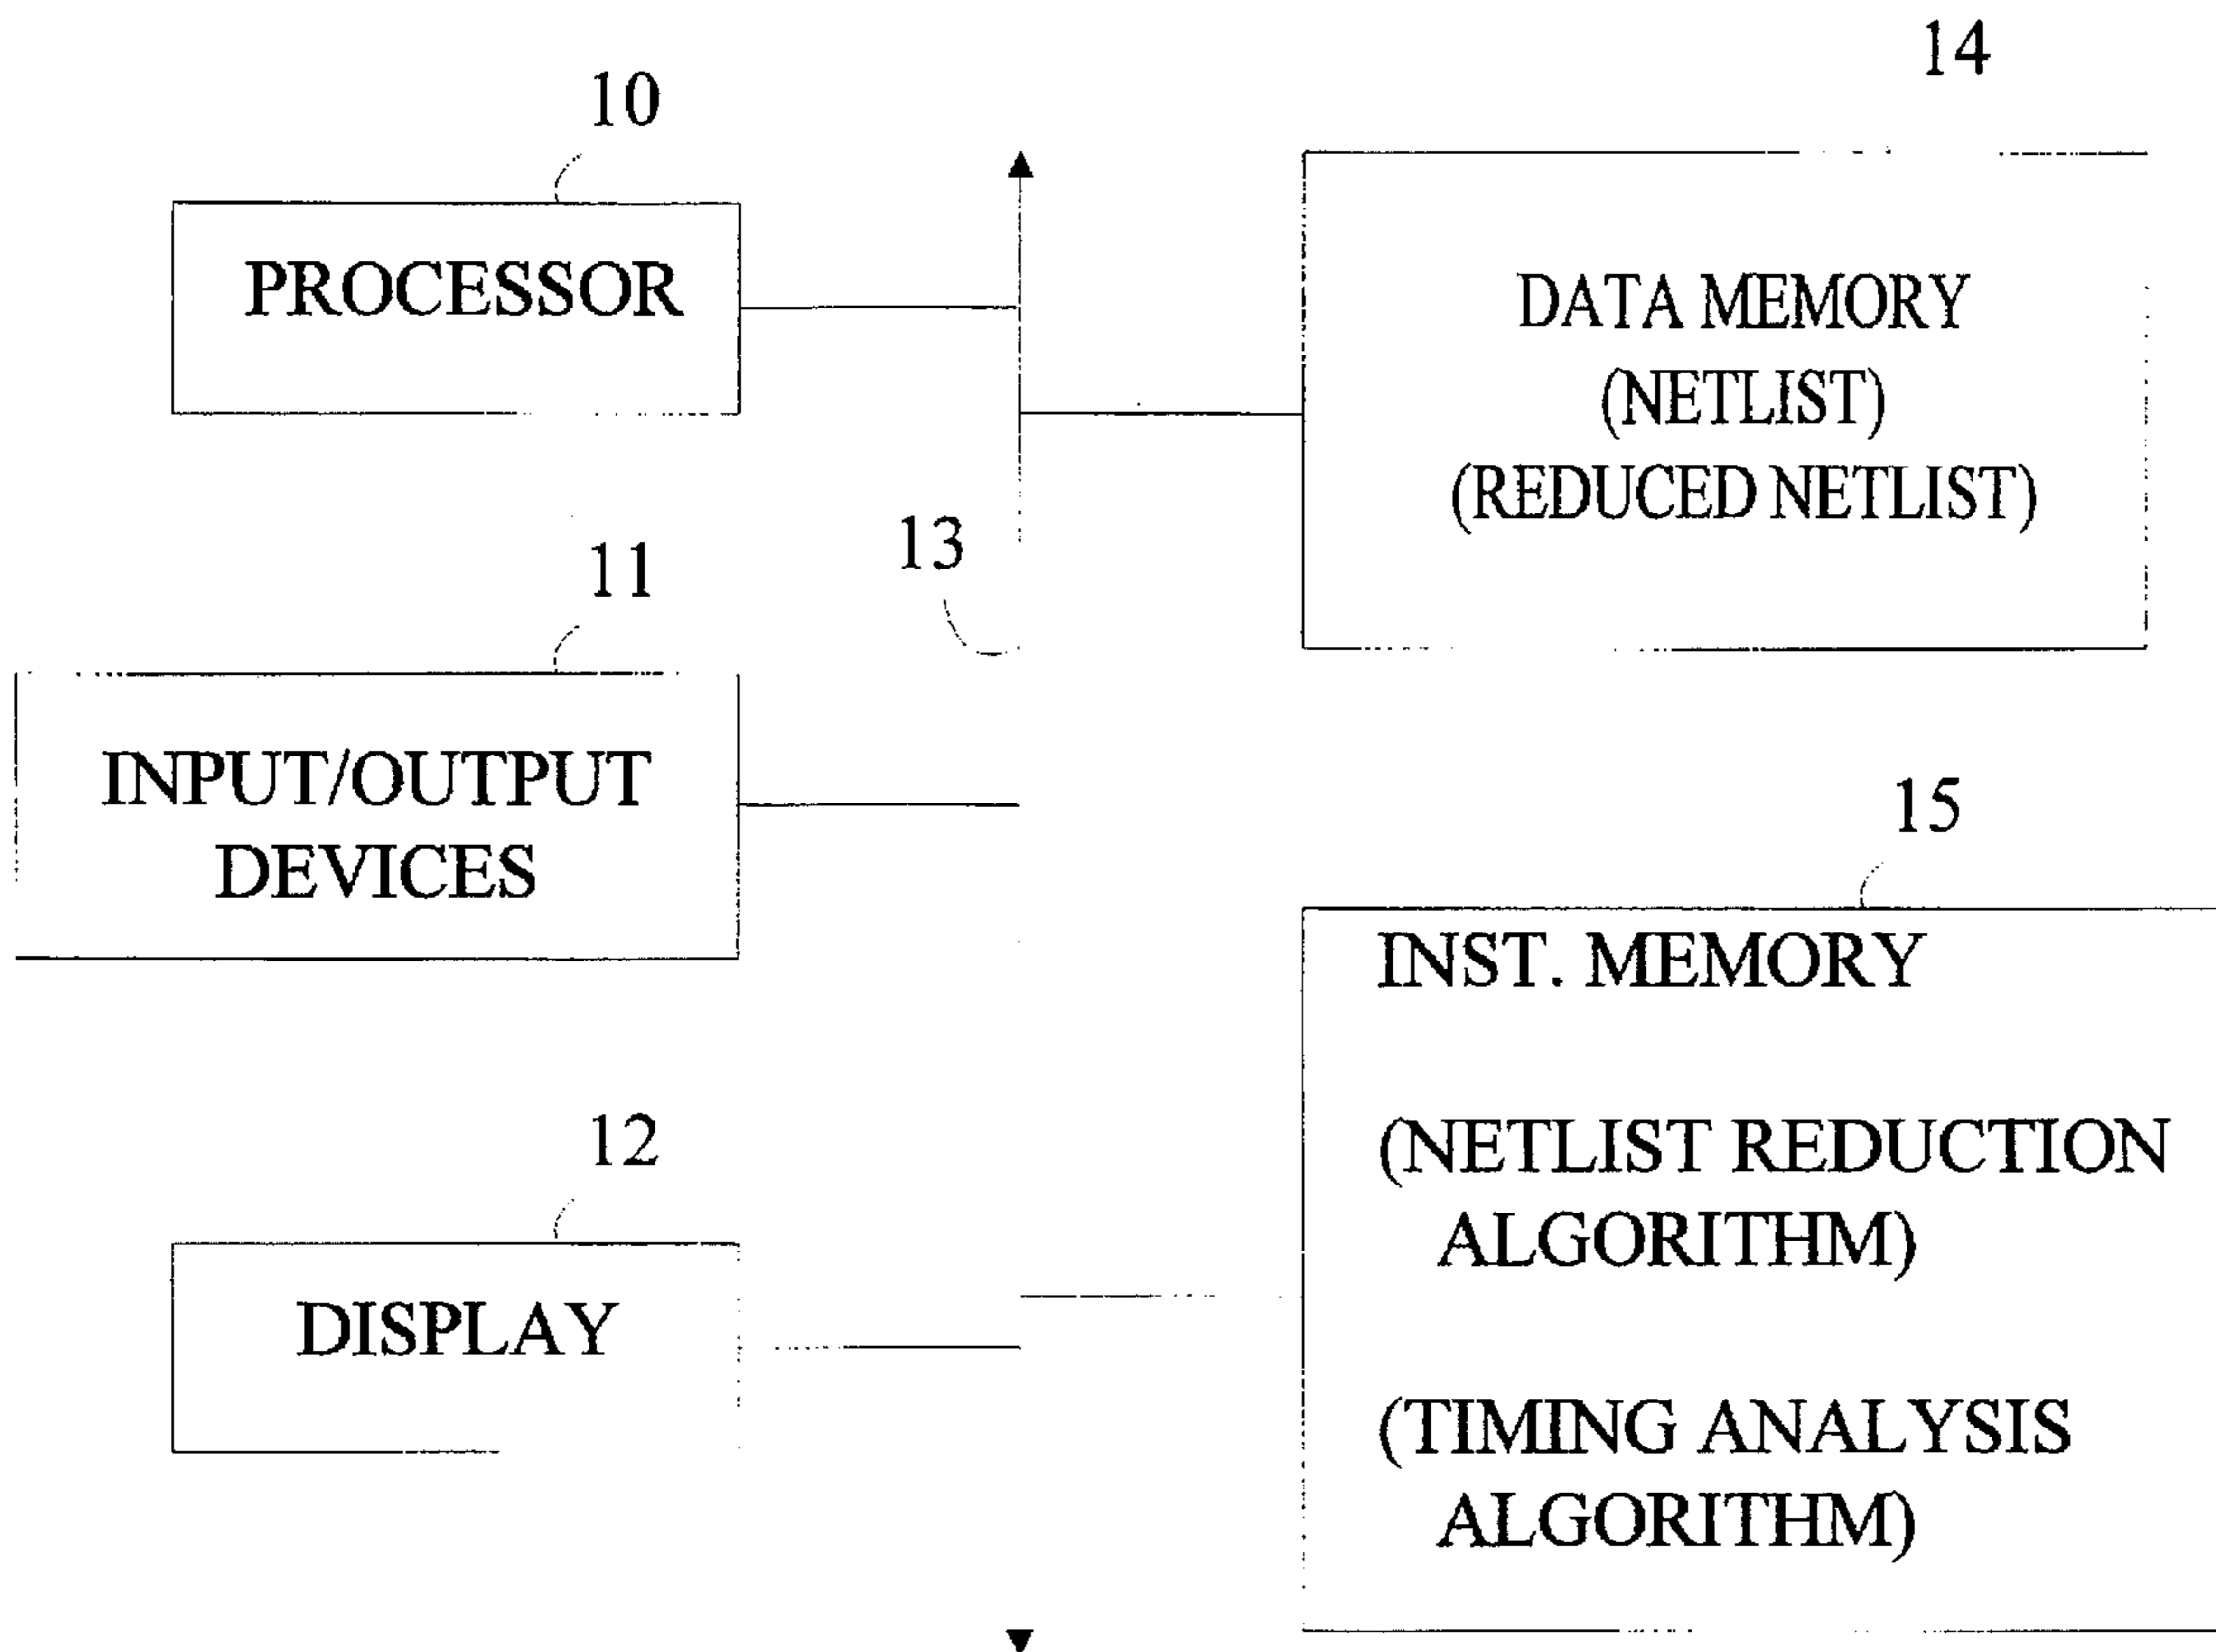 10
PROCESSOR
14
DATA MEMORY
(NETLIST)
(REDUCED NETLIST)
13
11
INPUT/OUTPUT
DEVICES
15
INST. MEMORY
(NETLIST REDUCTION
ALGORITHM)
(TIMING ANALYSIS
ALGORITHM)
12
DISPLAY